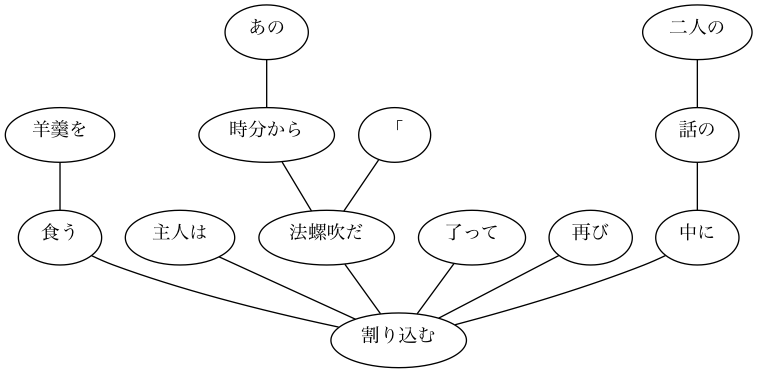 あの
二人の
羊羹を
時分から
「
話の
食う
主人は
法螺吹だ
了って
再び
中に
割り込む